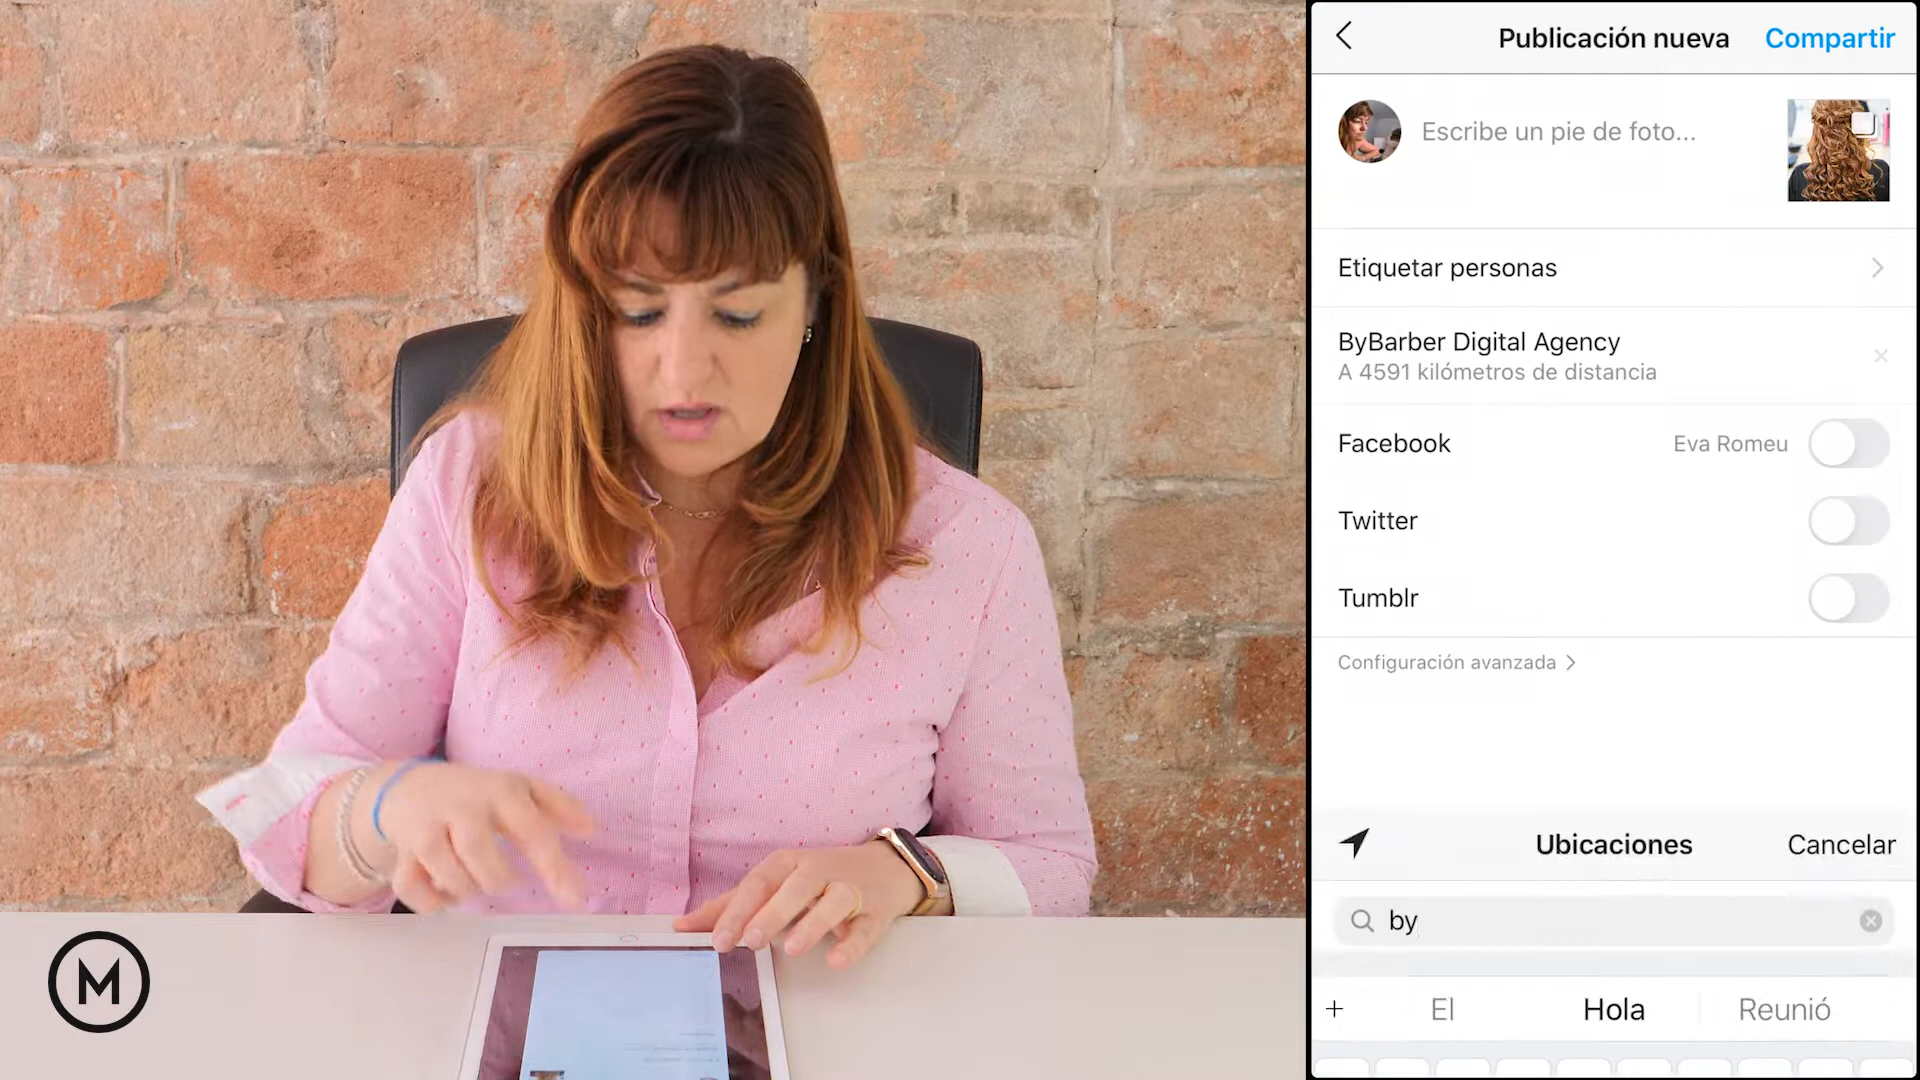 Publicación nueva
Compartir
Escribe un pie de foto...
Etiquetar personas
ByBarber Digital Agency
A 4591 kilómetros de distancia
Facebook
Eva Romeu
Twitter
Tumblr
Configuración avanzada
Ubicaciones
Cancelar
by
El
Hola
Reunió
M